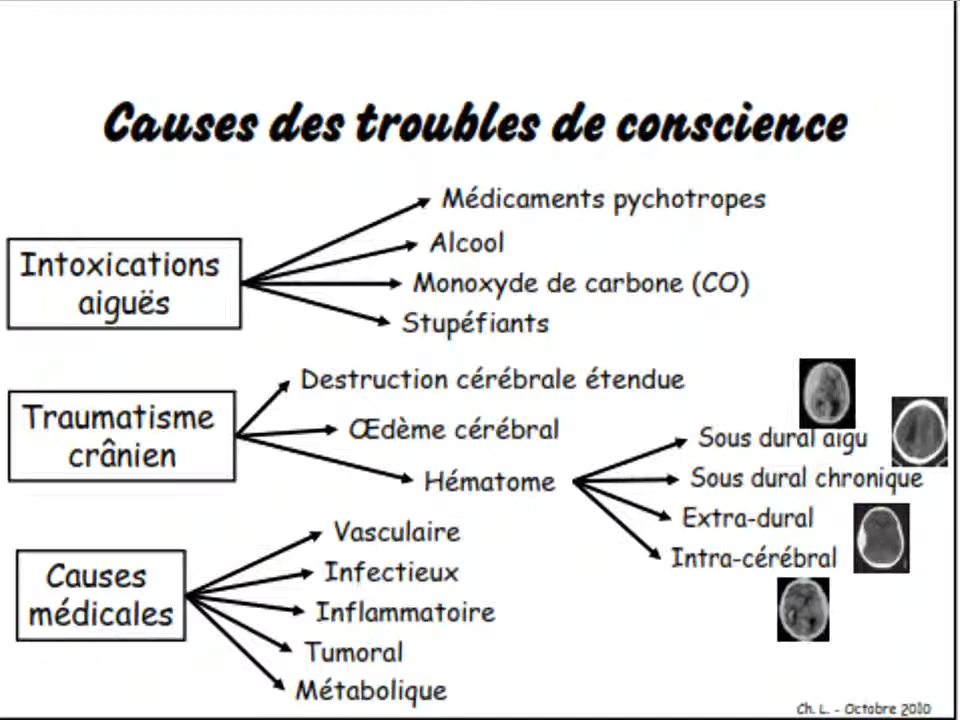 Causes des troubles de conscience
Intoxications
aiguës
Médicaments pychotropes
Alcool
Monoxyde de carbone (CO)
Stupéfiants
Traumatisme
crânien
Destruction cérébrale étendue
Œdème cérébral
Hématome
Sous dural aigu
Sous dural chronique
Extra-dural
Intra-cérébral
Causes
médicales
Vasculaire
Infectieux
Inflammatoire
Tumoral
Métabolique
Ch. L. - Octobre 2010